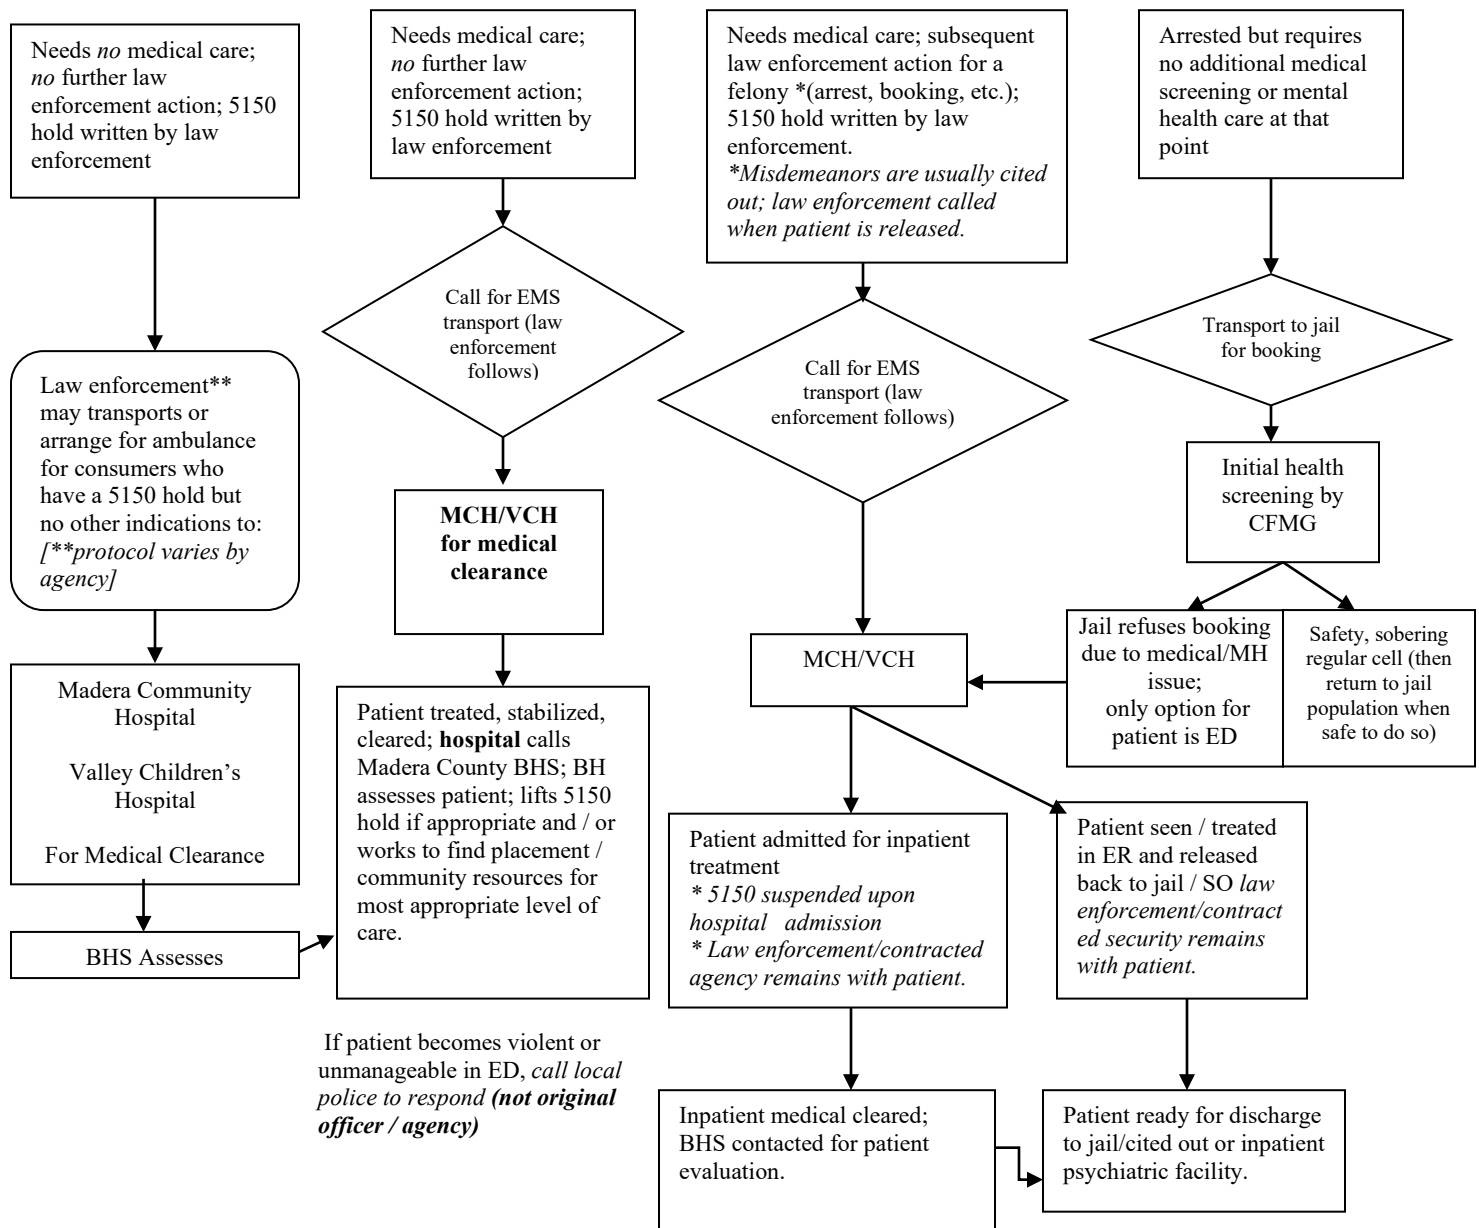 Needs no medical care;
no further law
enforcement action; 5150
hold written by law
enforcement
Needs medical care;
no further law
enforcement action;
5150 hold written by
law enforcement
Needs medical care; subsequent
law enforcement action for a
felony *(arrest, booking, etc.);
5150 hold written by law
enforcement.
*Misdemeanors are usually cited
out; law enforcement called
when patient is released.
Arrested but requires
no additional medical
screening or mental
health care at that
point
Call for EMS
transport (law
enforcement
follows)
Call for EMS
transport (law
enforcement follows)
Transport to jail
for booking
Law enforcement**
may transports or
arrange for ambulance
for consumers who
have a 5150 hold but
no other indications to:
[**protocol varies by
agency]
MCH/VCH
for medical
clearance
Initial health
screening by
CFMG
Jail refuses booking
due to medical/MH
issue;
only option for
patient is ED
Safety, sobering
regular cell (then
return to jail
population when
safe to do so)
MCH/VCH
Madera Community
Hospital
Valley Children’s
Hospital
For Medical Clearance
BHS Assesses
Patient treated, stabilized,
cleared; hospital calls
Madera County BHS; BH
assesses patient; lifts 5150
hold if appropriate and / or
works to find placement /
community resources for
most appropriate level of
care.
Patient admitted for inpatient
treatment
* 5150 suspended upon
hospital admission
* Law enforcement/contracted
agency remains with patient.
Patient seen / treated
in ER and released
back to jail / SO law
enforcement/contract
ed security remains
with patient.
If patient becomes violent or
unmanageable in ED, call local
police to respond (not original
officer / agency)
Inpatient medical cleared;
BHS contacted for patient
evaluation.
Patient ready for discharge
to jail/cited out or inpatient
psychiatric facility.